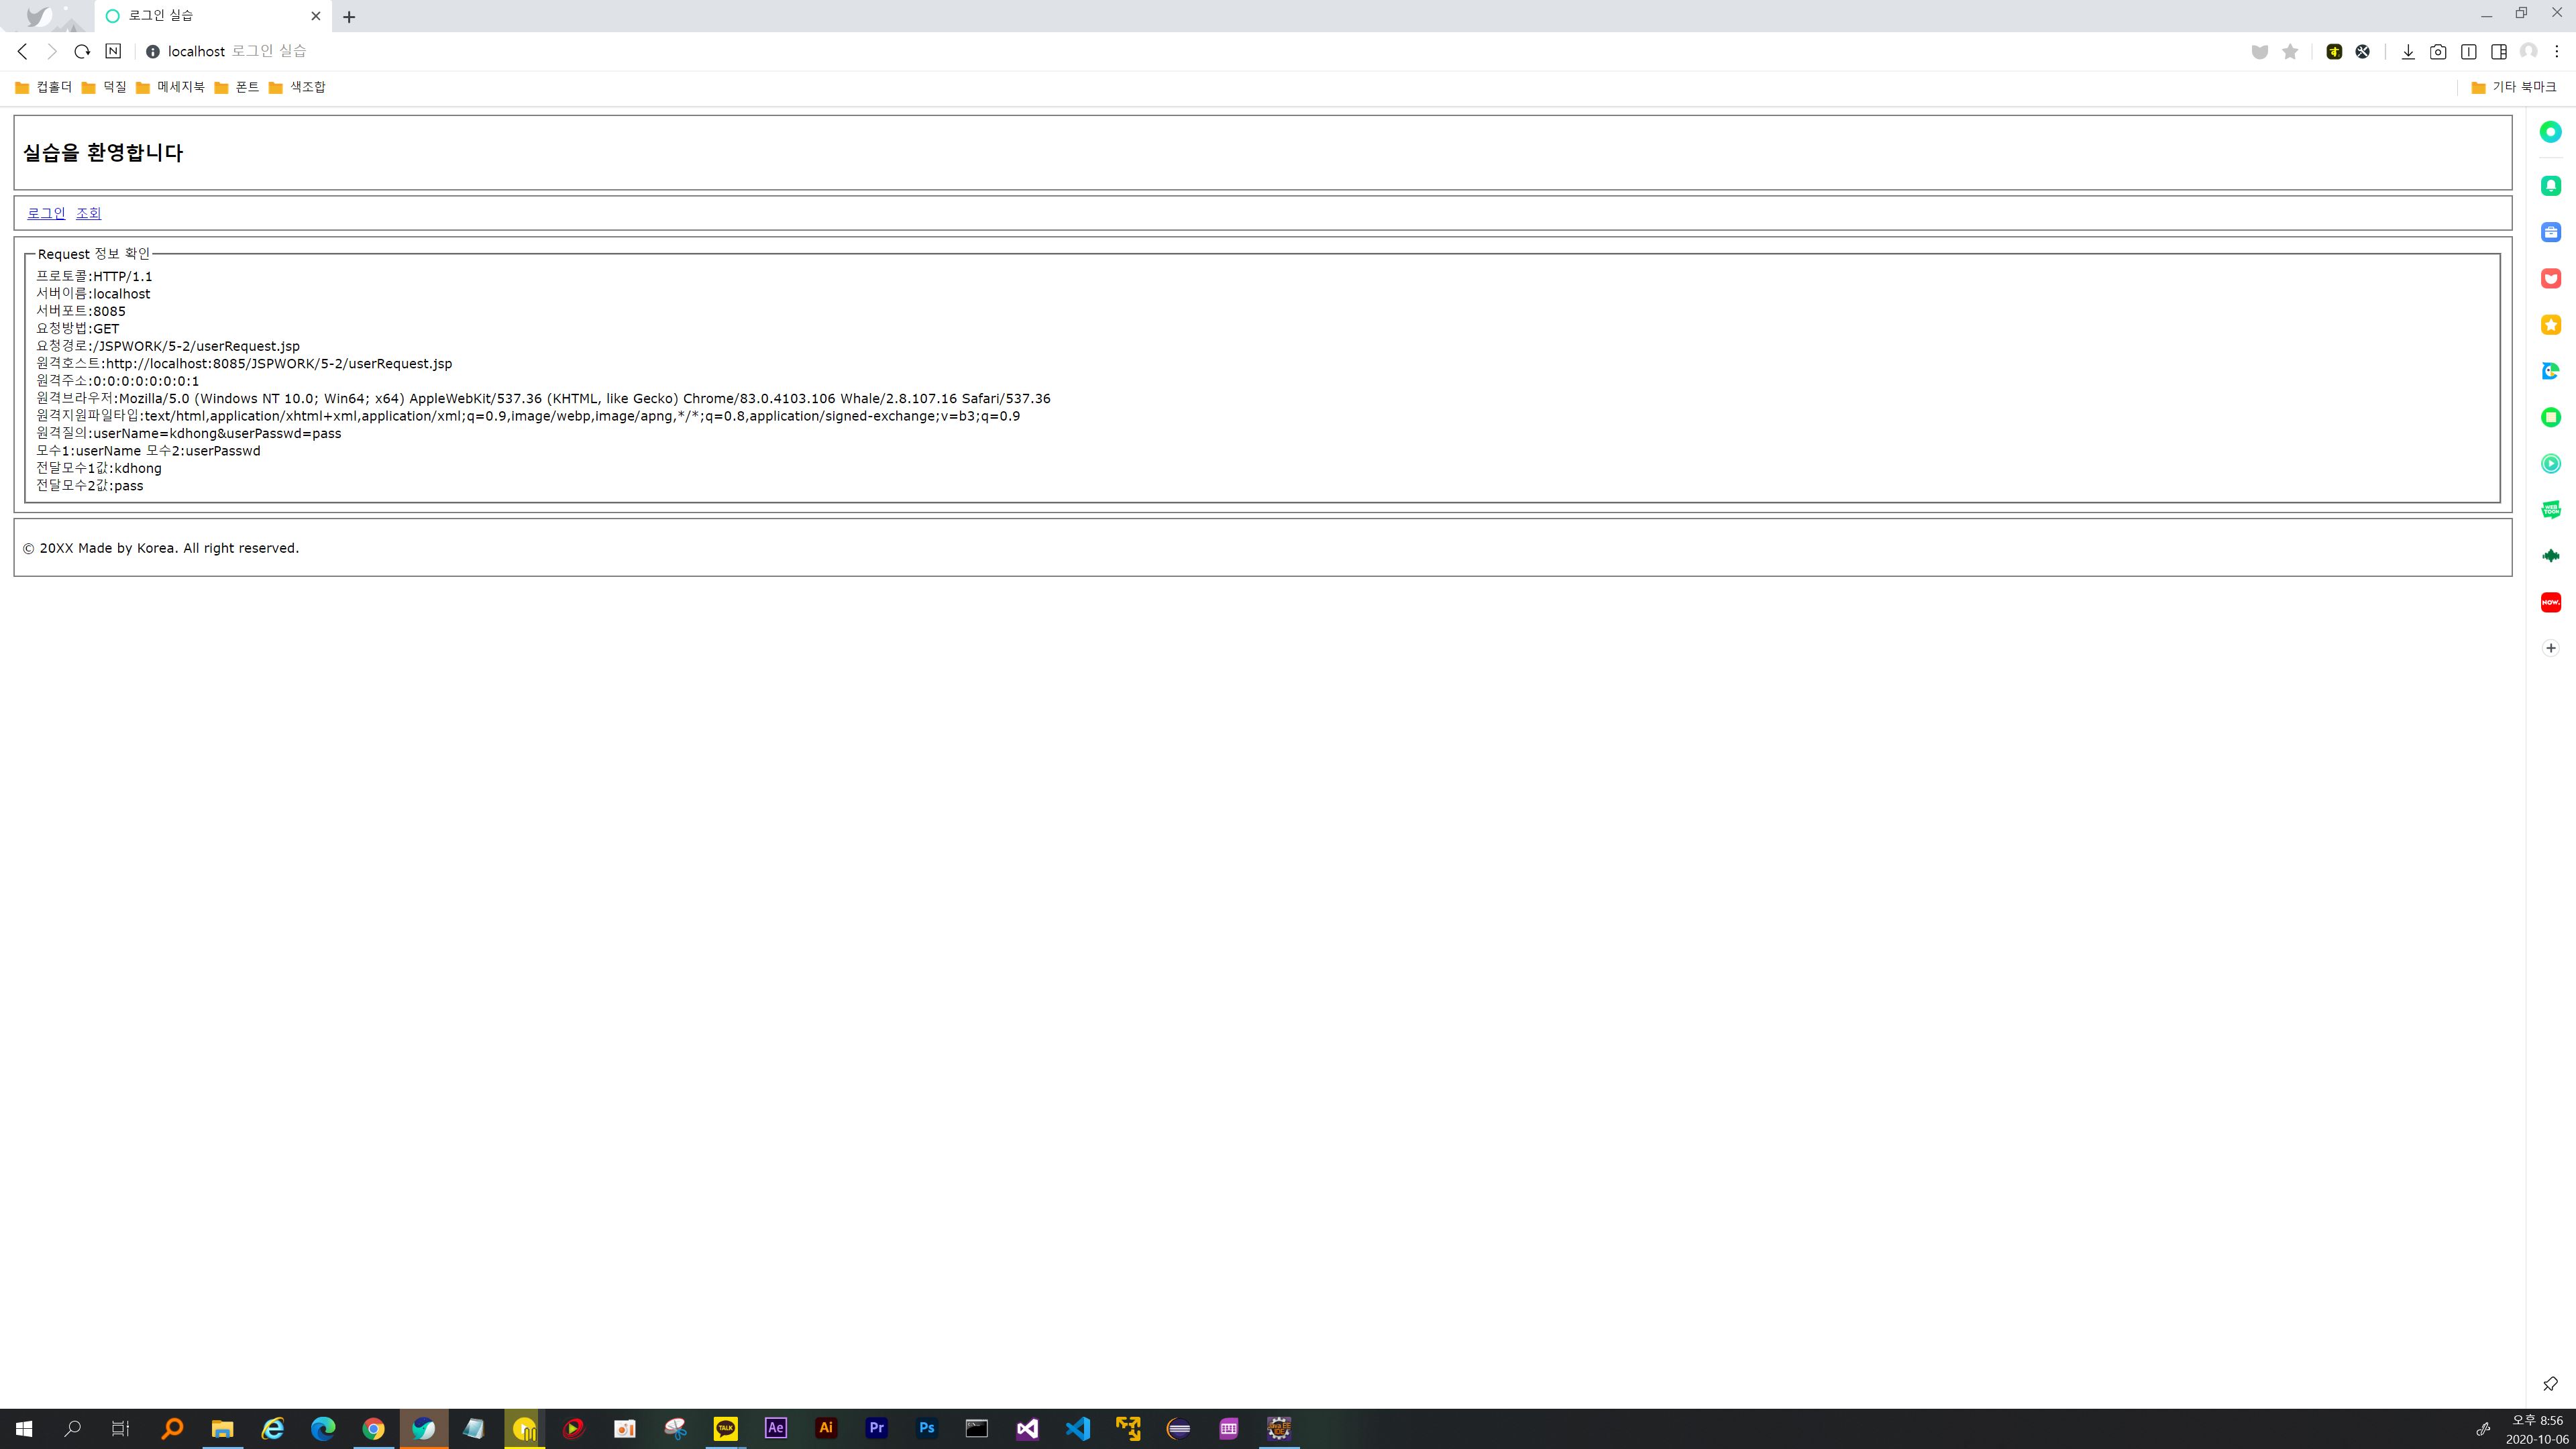 로그인 실습
localhost 로그인 실습
컵홀더 덕질 메세지북 폰트 색조합 기타 북마크
실습을 환영합니다
로그인 조회
Request 정보 확인
프로토콜:HTTP/1.1
서버이름:localhost
서버포트:8085
요청방법:GET
요청경로:/JSPWORK/5-2/userRequest.jsp
원격호스트:http://localhost:8085/JSPWORK/5-2/userRequest.jsp
원격주소:0:0:0:0:0:0:0:1
원격브라우저:Mozilla/5.0 (Windows NT 10.0; Win64; x64) AppleWebKit/537.36 (KHTML, like Gecko) Chrome/83.0.4103.106 Whale/2.8.107.16 Safari/537.36
원격지원파일타입:text/html,application/xhtml+xml,application/xml;q=0.9,image/webp,image/apng,*/*;q=0.8,application/signed-exchange;v=b3;q=0.9
원격질의:userName=kdhong&userPasswd=pass
모수1:userName 모수2:userPasswd
전달모수1값:kdhong
전달모수2값:pass
© 20XX Made by Korea. All right reserved.
WEB
TOON
NOW.
TALK
Ae
Ai
Pr
Ps
Java EE
IDE
오후 8:56
2020-10-06